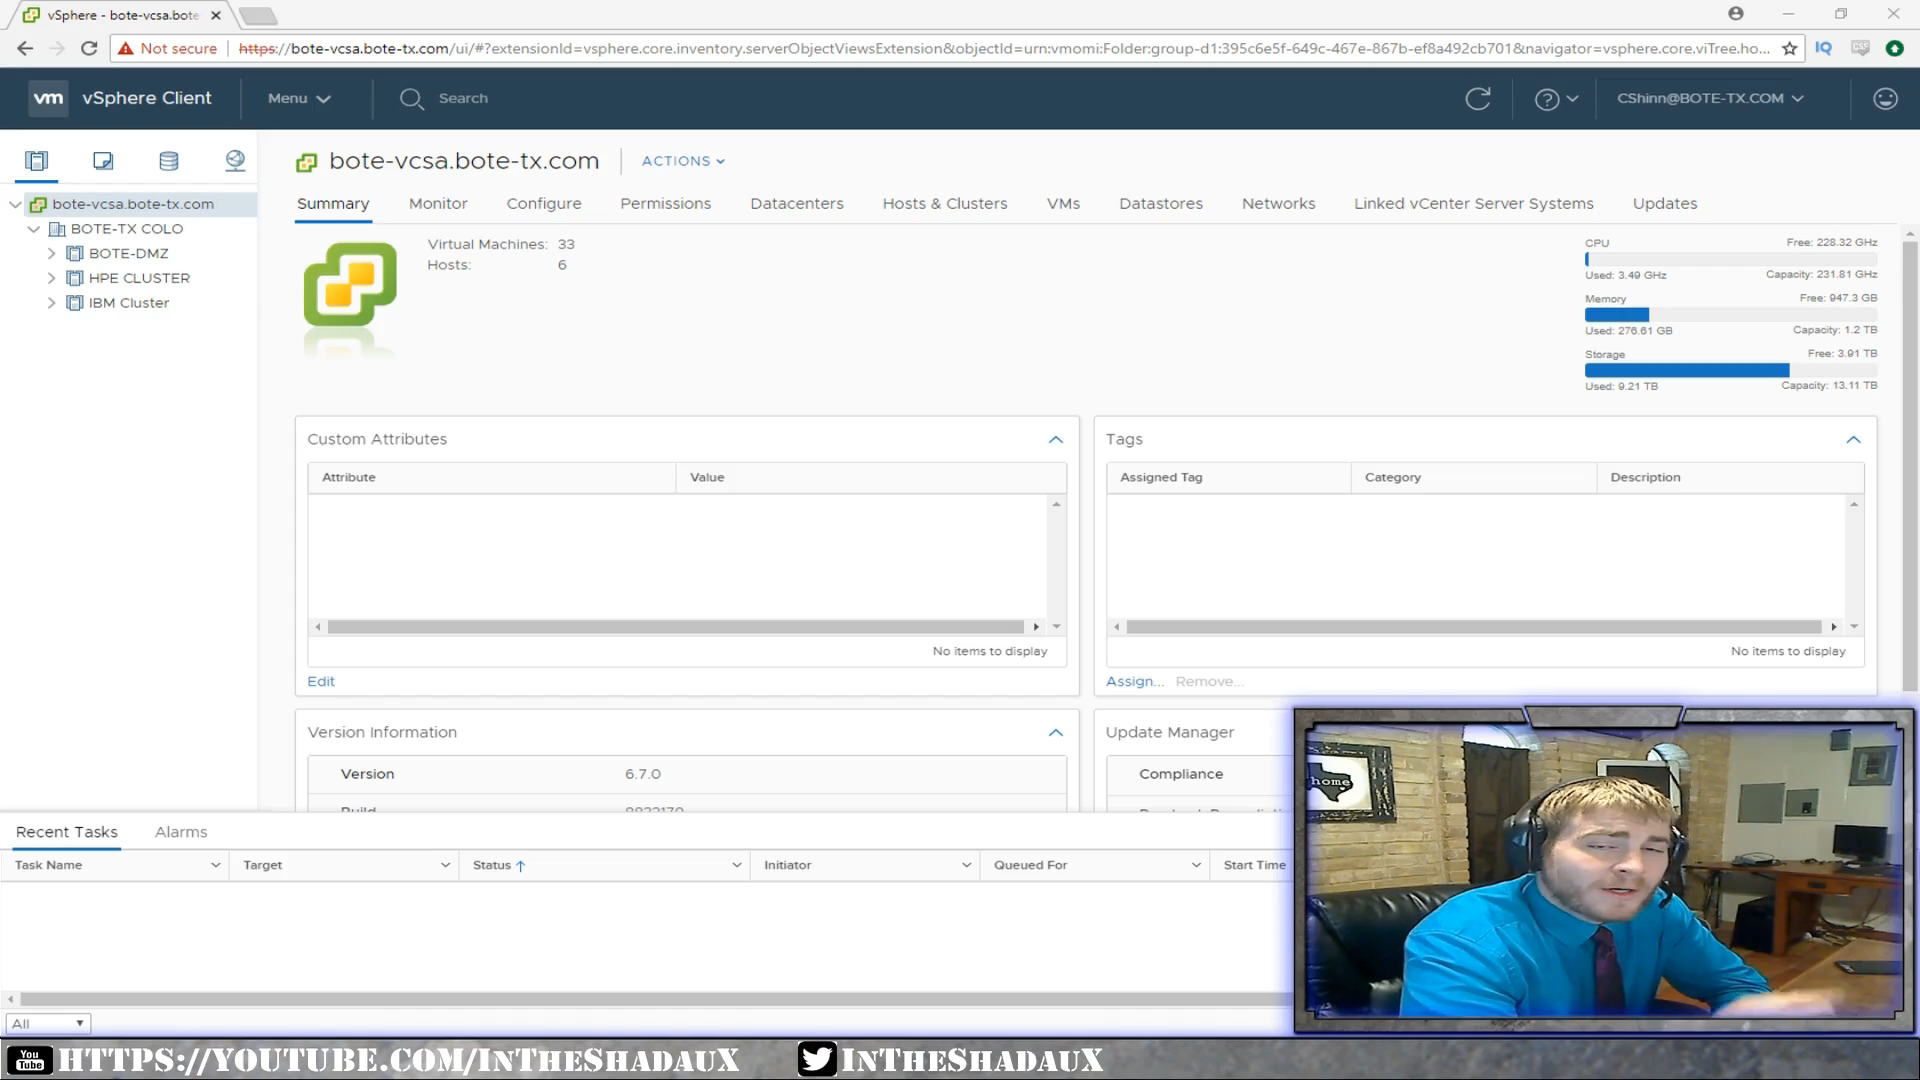 vSphere - bote-vcsa.bote
Not secure
https://bote-vcsa.bote-tx.com/ui/#?extensionId=vsphere.core.inventory.serverObjectViewsExtension&objectId=urn:vmomi:Folder:group-d1:395c6e5f-649c-467e-867b-ef8a492cb701&navigator=vsphere.core.viTree.ho...
IQ
vm vSphere Client
Menu
Search
CShinn@BOTE-TX.COM
bote-vcsa.bote-tx.com
BOTE-TX COLO
BOTE-DMZ
HPE CLUSTER
IBM Cluster
bote-vcsa.bote-tx.com
ACTIONS
Summary Monitor Configure Permissions Datacenters Hosts & Clusters VMs Datastores Networks Linked vCenter Server Systems Updates
Virtual Machines: 33
Hosts: 6
CPU Free: 228.32 GHz
Used: 3.49 GHz Capacity: 231.81 GHz
Memory Free: 947.3 GB
Used: 276.61 GB Capacity: 1.2 TB
Storage Free: 3.91 TB
Used: 9.21 TB Capacity: 13.11 TB
Custom Attributes
Attribute Value
No items to display
Edit
Tags
Assigned Tag Category Description
No items to display
Assign... Remove...
Version Information
Version 6.7.0
Update Manager
Compliance
home
Recent Tasks Alarms
Task Name Target Status Initiator Queued For Start Time
All
You Tube HTTPS://YOUTUBE.COM/INTHESHADAUX
INTHESHADAUX